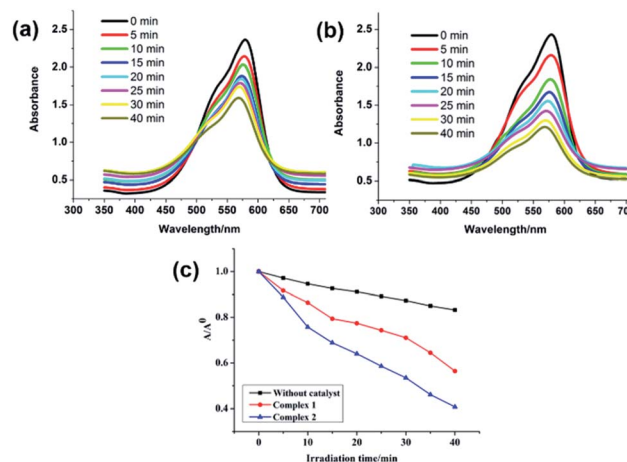 (a)
0 min
5 min
10 min
15 min
20 min
25 min
30 min
40 min
Absorbance
2.5
2.0
1.5
1.0
0.5
300 350 400 450 500 550 600 650 700
Wavelength/nm
(b)
0 min
5 min
10 min
15 min
20 min
25 min
30 min
40 min
Absorbance
2.5
2.0
1.5
1.0
0.5
300 350 400 450 500 550 600 650 700
Wavelength/nm
(c)
A/A⁰
1.0
0.8
0.6
0.4
Without catalyst
Complex 1
Complex 2
0 10 20 30 40
Irradiation time/min